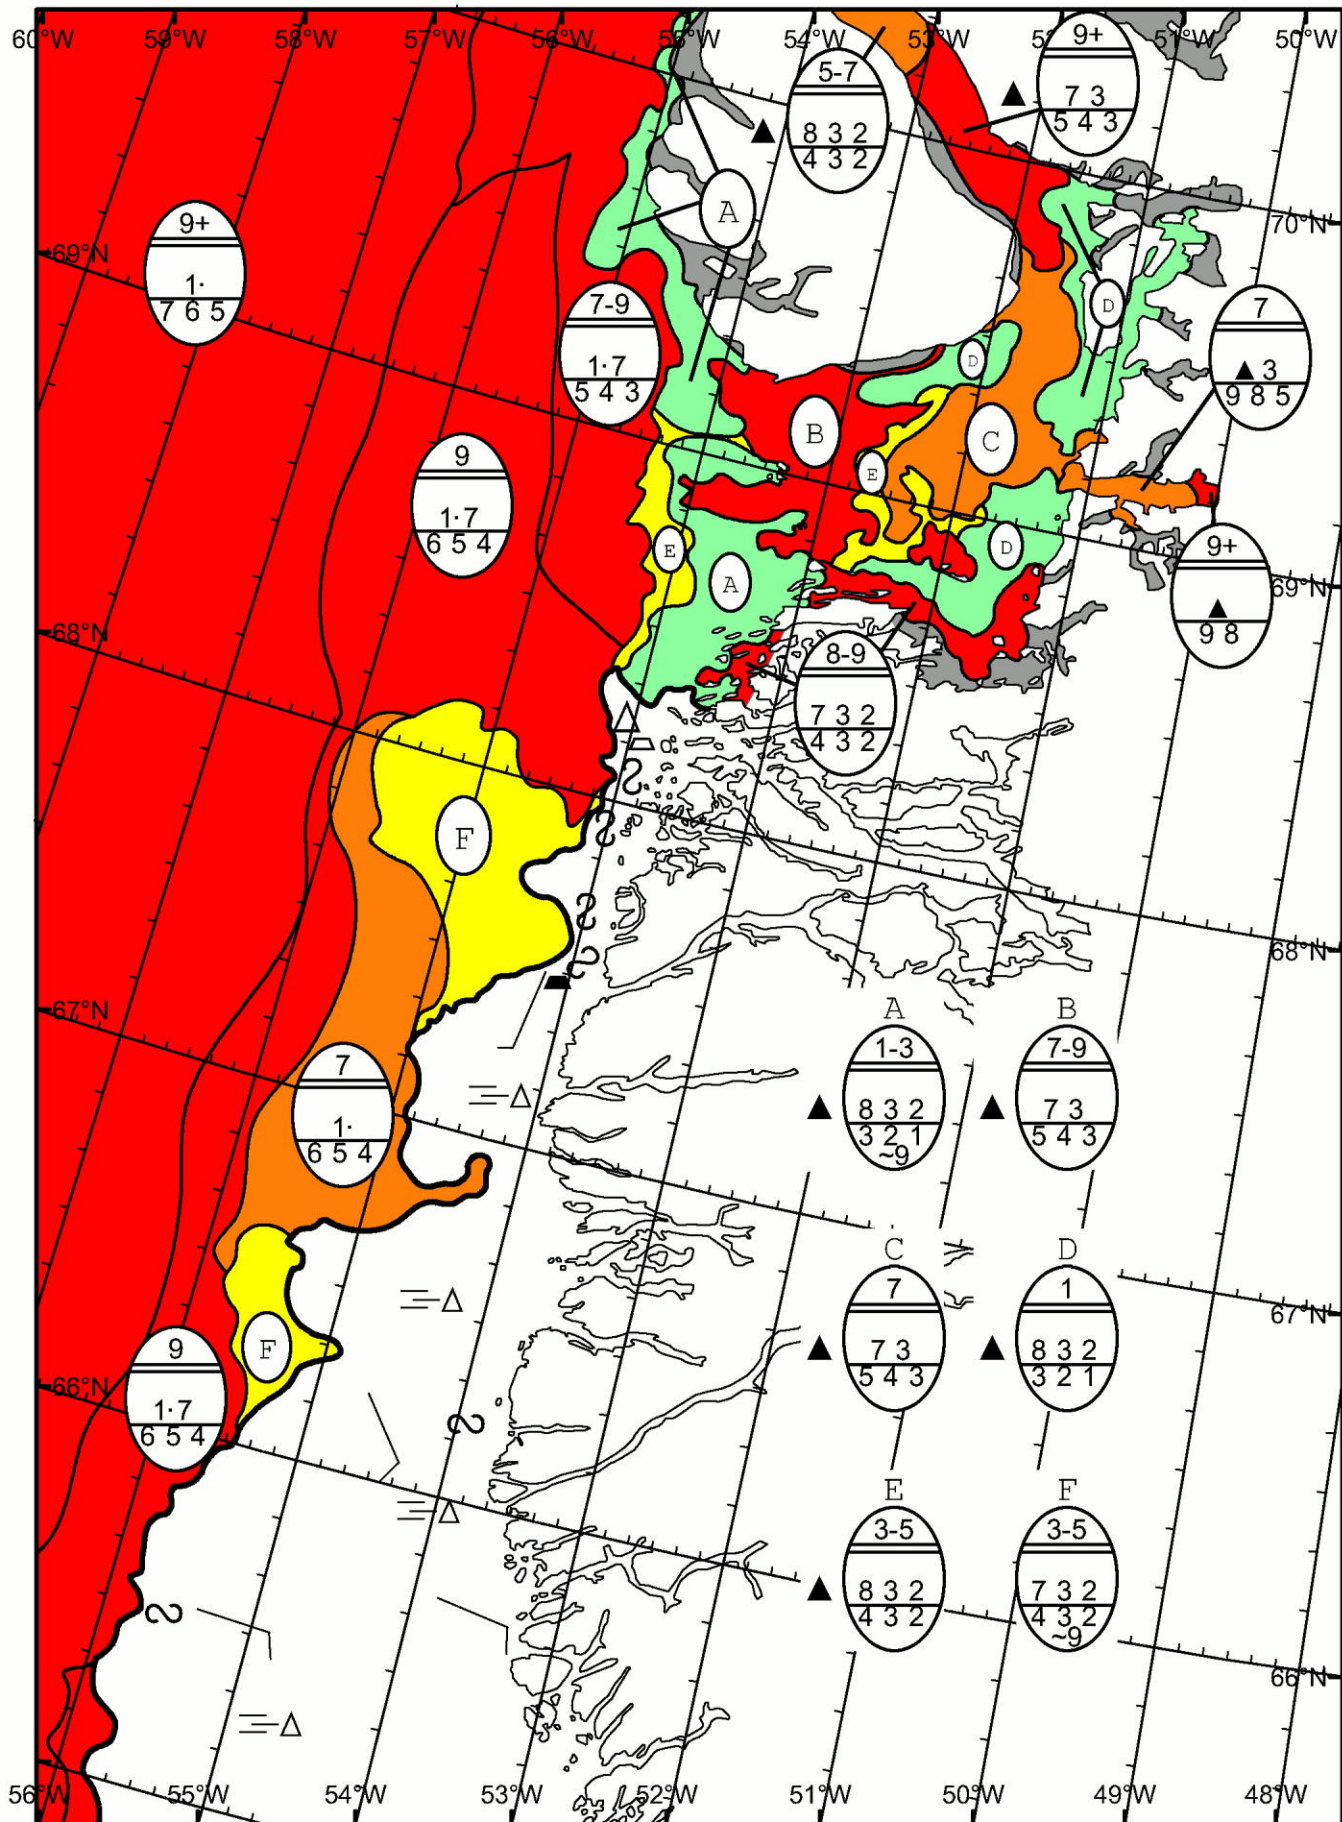 60°W 59°W 58°W 57°W 56°W 55°W 54°W 53°W 52°W 51°W 50°W
9+
7 3
5 4 3
5-7
8 3 2
4 3 2
A
9+
1·
7 6 5
69°N
70°N
D
7
▲ 3
9 8 5
7-9
1·7
5 4 3
D
B
C
9
1·7
6 5 4
E
E
D
A
9+
▲
9 8
69°N
68°N
8-9
7 3 2
4 3 2
F
68°N
67°N
7
1·
6 5 4
A
1-3
8 3 2
3 2 1
~9
B
7-9
7 3
5 4 3
C
7
7 3
5 4 3
D
1
8 3 2
3 2 1
67°N
F
9
1·7
6 5 4
66°N
E
3-5
8 3 2
4 3 2
F
3-5
7 3 2
4 3 2
~9
66°N
56°W 55°W 54°W 53°W 52°W 51°W 50°W 49°W 48°W